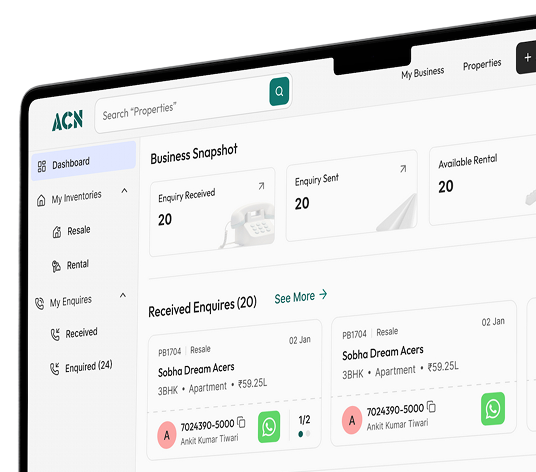 ACN
Search "Properties"
My Business
Properties
+
Dashboard
My Inventories
Resale
Rental
My Enquires
Received
Enquired (24)
Business Snapshot
Enquiry Received
20
Enquiry Sent
20
Available Rental
20
Received Enquires (20)
See More →
PB1704 | Resale
02 Jan
Sobha Dream Acers
3BHK • Apartment • ₹59.25L
A
7024390-5000
Ankit Kumar Tiwari
1/2
PB1704 | Resale
02 Jan
Sobha Dream Acers
3BHK • Apartment • ₹59.25L
A
7024390-5000
Ankit Kumar Tiwari